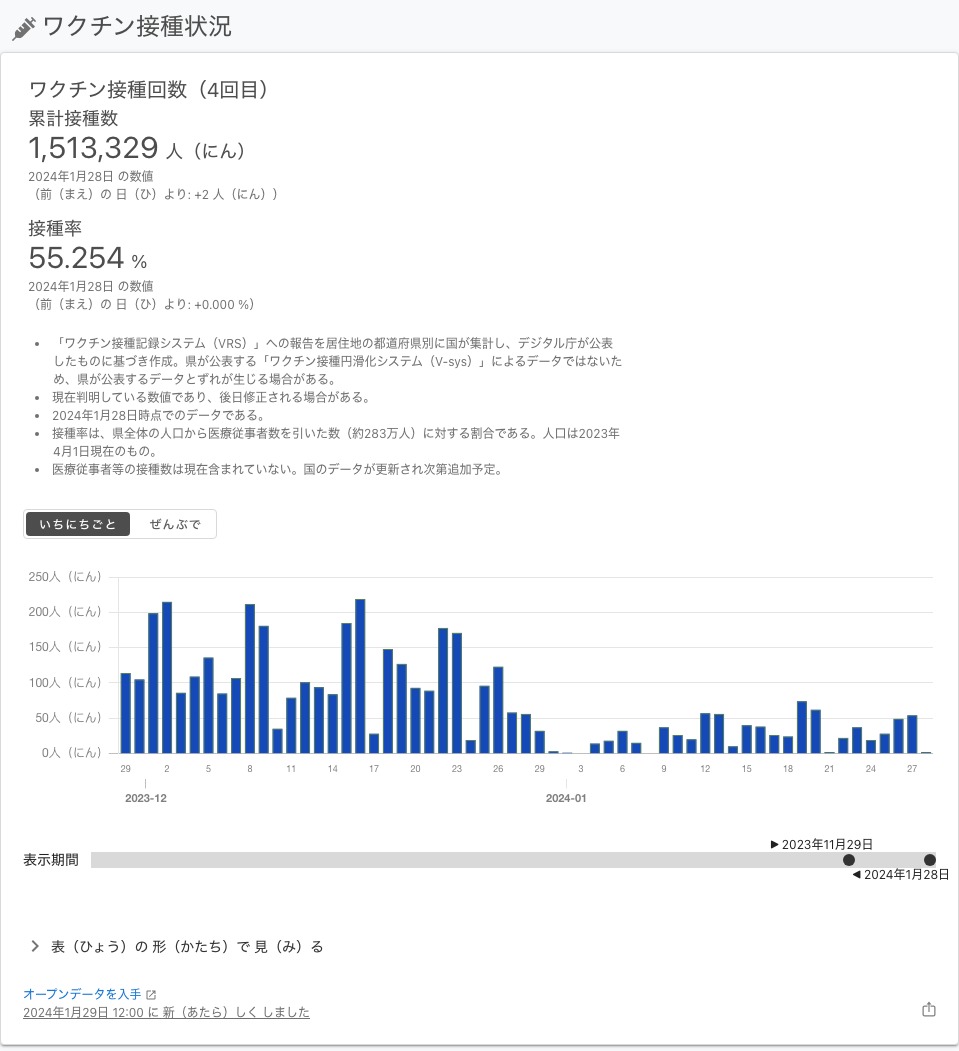 ワクチン接種状況
ワクチン接種回数（4回目）
累計接種数
1,513,329 人（にん）
2024年1月28日 の数値
（前（まえ）の 日（ひ）より: +2 人（にん））
接種率
55.254 %
2024年1月28日 の数値
（前（まえ）の 日（ひ）より: +0.000 %）
• 「ワクチン接種記録システム（VRS）」への報告を居住地の都道府県別に国が集計し、デジタル庁が公表
したものに基づき作成。県が公表する「ワクチン接種円滑化システム（V-sys）」によるデータではないた
め、県が公表するデータとずれが生じる場合がある。
• 現在判明している数値であり、後日修正される場合がある。
• 2024年1月28日時点でのデータである。
• 接種率は、県全体の人口から医療従事者数を引いた数（約283万人）に対する割合である。人口は2023年
4月1日現在のもの。
• 医療従事者等の接種数は現在含まれていない。国のデータが更新され次第追加予定。
いちにちごと ぜんぶで
250人（にん）
200人（にん）
150人（にん）
100人（にん）
50人（にん）
0人（にん）
29 2 5 8 11 14 17 20 23 26 29 3 6 9 12 15 18 21 24 27
2023-12 2024-01
▶ 2023年11月29日
表示期間
◀ 2024年1月28日
表（ひょう）の 形（かたち）で 見（み）る
オープンデータを入手
2024年1月29日 12:00 に 新（あたら）しく しました